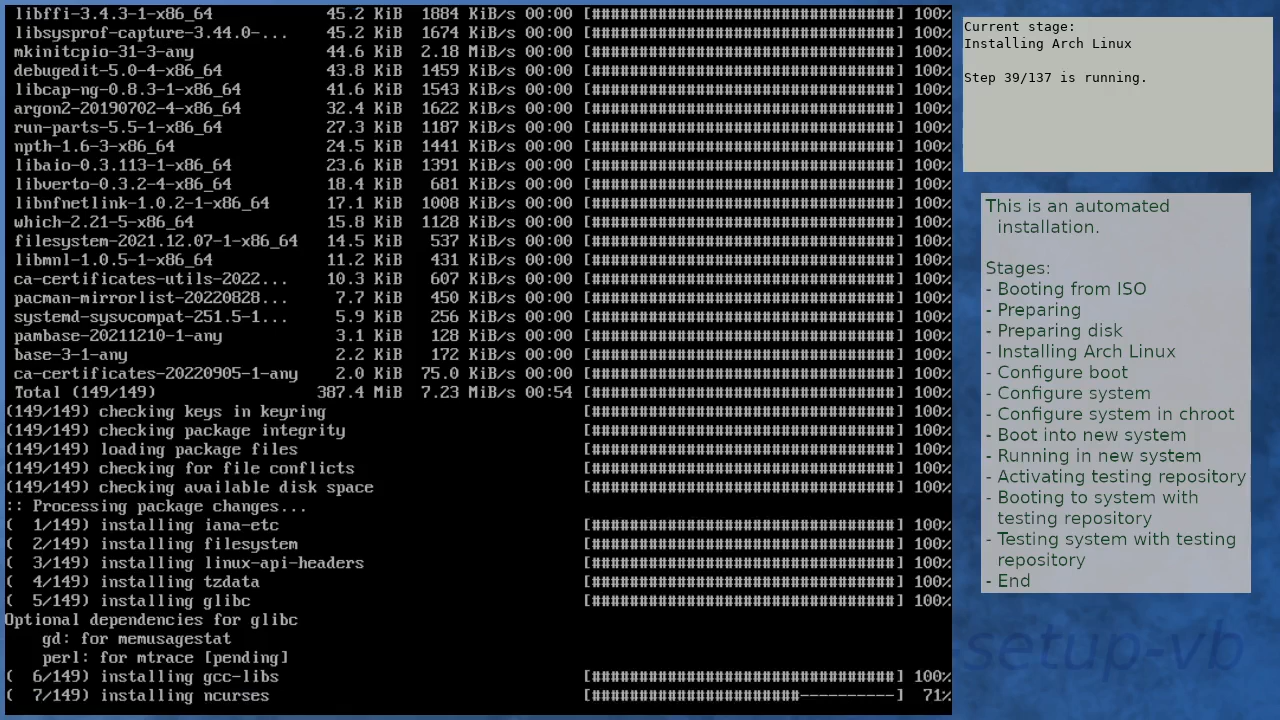 libffi-3.4.3-1-x86_64 45.2 KiB 1884 KiB/s 00:00 [################################] 100%
libsysprof-capture-3.44.0-... 45.2 KiB 1674 KiB/s 00:00 [################################] 100%
mkinitcpio-31-3-any 44.6 KiB 2.18 MiB/s 00:00 [################################] 100%
debugedit-5.0-4-x86_64 43.8 KiB 1459 KiB/s 00:00 [################################] 100%
libcap-ng-0.8.3-1-x86_64 41.6 KiB 1543 KiB/s 00:00 [################################] 100%
argon2-20190702-4-x86_64 32.4 KiB 1622 KiB/s 00:00 [################################] 100%
run-parts-5.5-1-x86_64 27.3 KiB 1187 KiB/s 00:00 [################################] 100%
npth-1.6-3-x86_64 24.5 KiB 1441 KiB/s 00:00 [################################] 100%
libaio-0.3.113-1-x86_64 23.6 KiB 1391 KiB/s 00:00 [################################] 100%
libverto-0.3.2-4-x86_64 18.4 KiB 681 KiB/s 00:00 [################################] 100%
libnfnetlink-1.0.2-1-x86_64 17.1 KiB 1008 KiB/s 00:00 [################################] 100%
which-2.21-5-x86_64 15.8 KiB 1128 KiB/s 00:00 [################################] 100%
filesystem-2021.12.07-1-x86_64 14.5 KiB 537 KiB/s 00:00 [################################] 100%
libmnl-1.0.5-1-x86_64 11.2 KiB 431 KiB/s 00:00 [################################] 100%
ca-certificates-utils-2022... 10.3 KiB 607 KiB/s 00:00 [################################] 100%
pacman-mirrorlist-20220828... 7.7 KiB 450 KiB/s 00:00 [################################] 100%
systemd-sysvcompat-251.5-1... 5.9 KiB 256 KiB/s 00:00 [################################] 100%
pambase-20211210-1-any 3.1 KiB 128 KiB/s 00:00 [################################] 100%
base-3-1-any 2.2 KiB 172 KiB/s 00:00 [################################] 100%
ca-certificates-20220905-1-any 2.0 KiB 75.0 KiB/s 00:00 [################################] 100%
Total (149/149) 387.4 MiB 7.23 MiB/s 00:54 [################################] 100%
(149/149) checking keys in keyring [################################] 100%
(149/149) checking package integrity [################################] 100%
(149/149) loading package files [################################] 100%
(149/149) checking for file conflicts [################################] 100%
(149/149) checking available disk space [################################] 100%
:: Processing package changes...
( 1/149) installing iana-etc [################################] 100%
( 2/149) installing filesystem [################################] 100%
( 3/149) installing linux-api-headers [################################] 100%
( 4/149) installing tzdata [################################] 100%
( 5/149) installing glibc [################################] 100%
Optional dependencies for glibc
gd: for memusagestat
perl: for mtrace [pending]
( 6/149) installing gcc-libs [################################] 100%
( 7/149) installing ncurses [######################----------] 71%
Current stage:
Installing Arch Linux
Step 39/137 is running.
This is an automated
installation.
Stages:
- Booting from ISO
- Preparing
- Preparing disk
- Installing Arch Linux
- Configure boot
- Configure system
- Configure system in chroot
- Boot into new system
- Running in new system
- Activating testing repository
- Booting to system with
testing repository
- Testing system with testing
repository
- End
-setup-vb